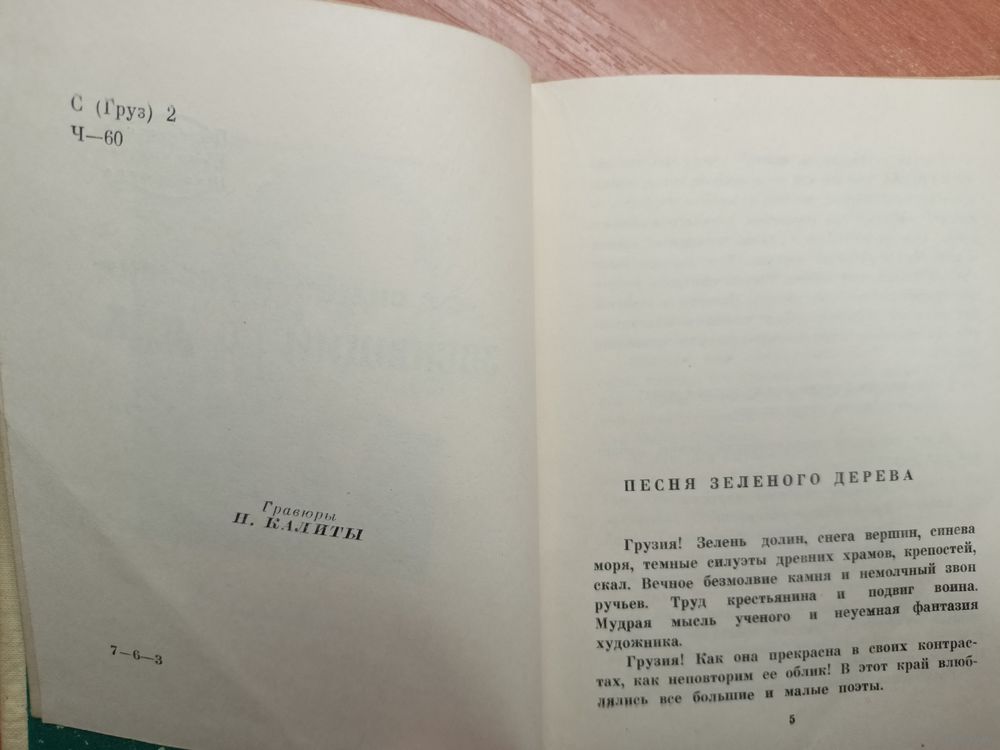 С (Груз) 2
Ч—60
Гравюры
Н. КАЛИТЫ
7—6—3
ПЕСНЯ ЗЕЛЕНОГО ДЕРЕВА
Грузия! Зелень долин, снега вершин, синева
моря, темные силуэты древних храмов, крепостей,
скал. Вечное безмолвие камня и немолчный звон
ручьев. Труд крестьянина и подвиг воина.
Мудрая мысль ученого и неуемная фантазия
художника.
Грузия! Как она прекрасна в своих контрас-
тах, как неповторим ее облик! В этот край влюб-
лялись все большие и малые поэты.
5